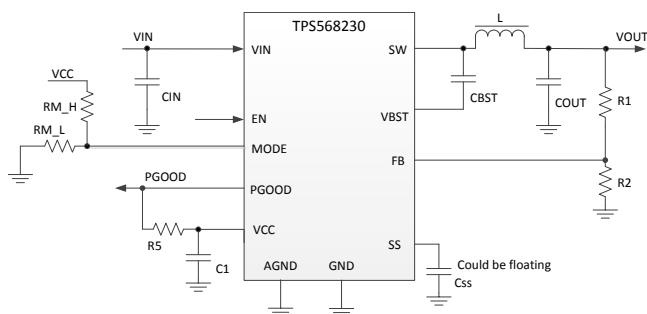 TPS568230
L
VIN
VIN
SW
VOUT
VCC
CIN
CBST
COUT
R1
RM_H
EN
VBST
RM_L
MODE
PGOOD
FB
PGOOD
R2
VCC
R5
SS
C1
AGND
GND
Could be floating
Css